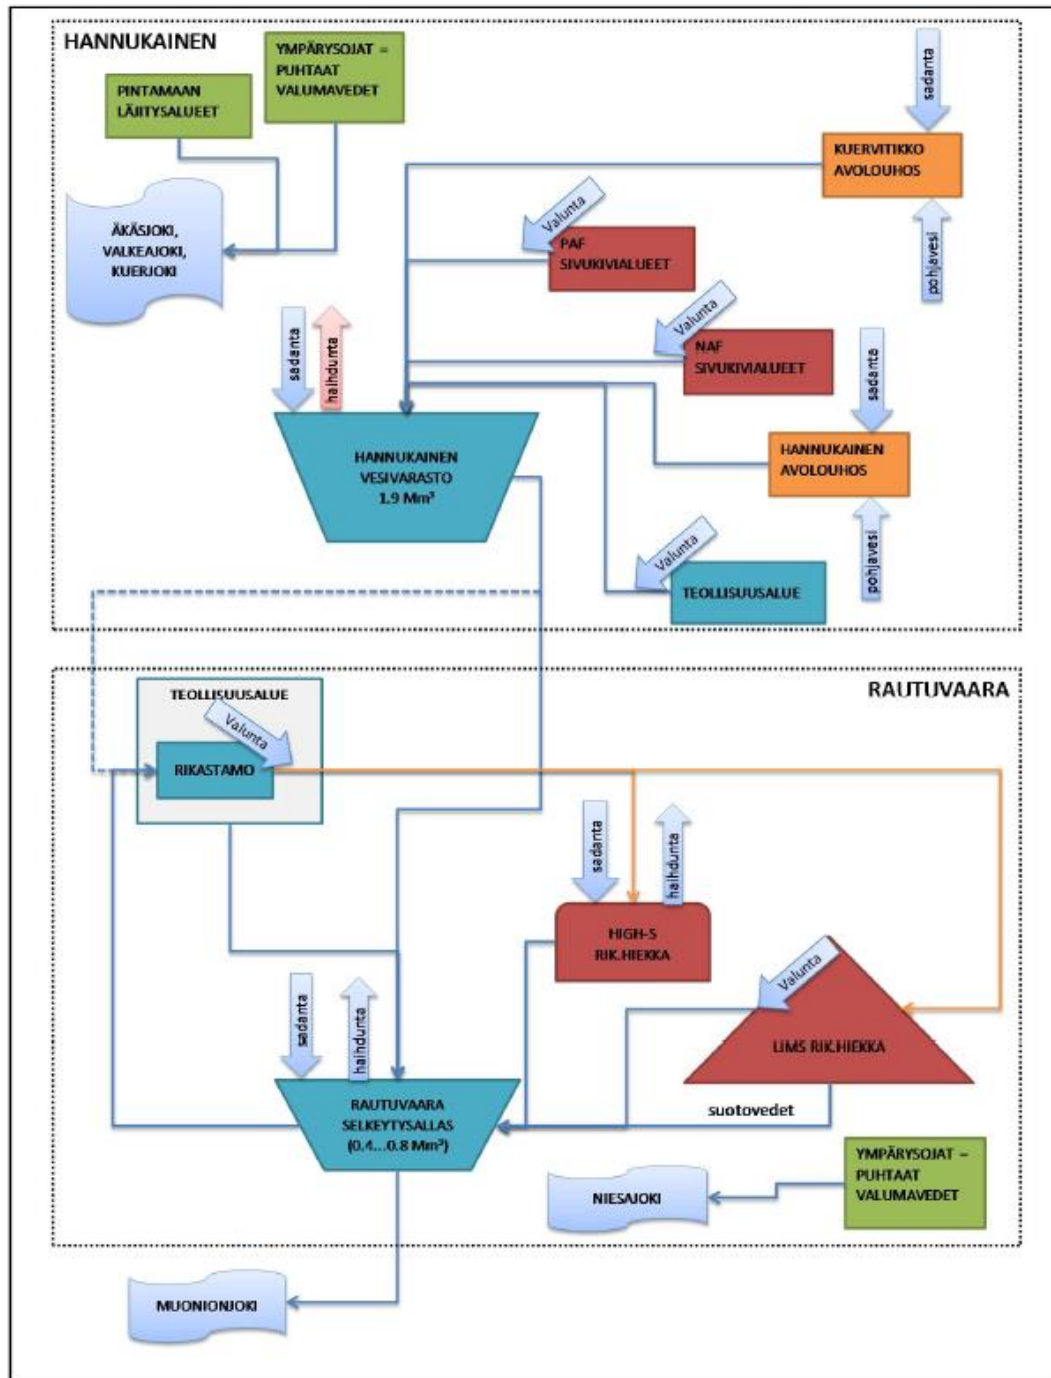 HANNUKAINEN
YMPÄRYSOJAT =
PUHTAAT
VALUMAVEDET
PINTAMAAN
LÄJITYSALUEET
sadanta
KUERVITIKKO
AVOLOUHOS
pohjavesi
ÄKÄSJOKI,
VALKEAJOKI,
KUERJOKI
Valunta
PAF
SIVUKIVIALUEET
Valunta
NAF
SIVUKIVIALUEET
sadanta
haihdunta
sadanta
HANNUKAINEN
AVOLOUHOS
pohjavesi
HANNUKAINEN
VESIVARASTO
1.9 Mm³
Valunta
TEOLLISUUSALUE
RAUTUVAARA
TEOLLISUUSALUE
Valunta
RIKASTAMO
sadanta
haihdunta
HIGH-S
RIK.HIEKKA
Valunta
LIMS RIK.HIEKKA
sadanta
haihdunta
RAUTUVAARA
SELKEYTYSALLAS
(0.4...0.8 Mm³)
suotovedet
YMPÄRYSOJAT =
PUHTAAT
VALUMAVEDET
NIESAJOKI
MUONIONJOKI